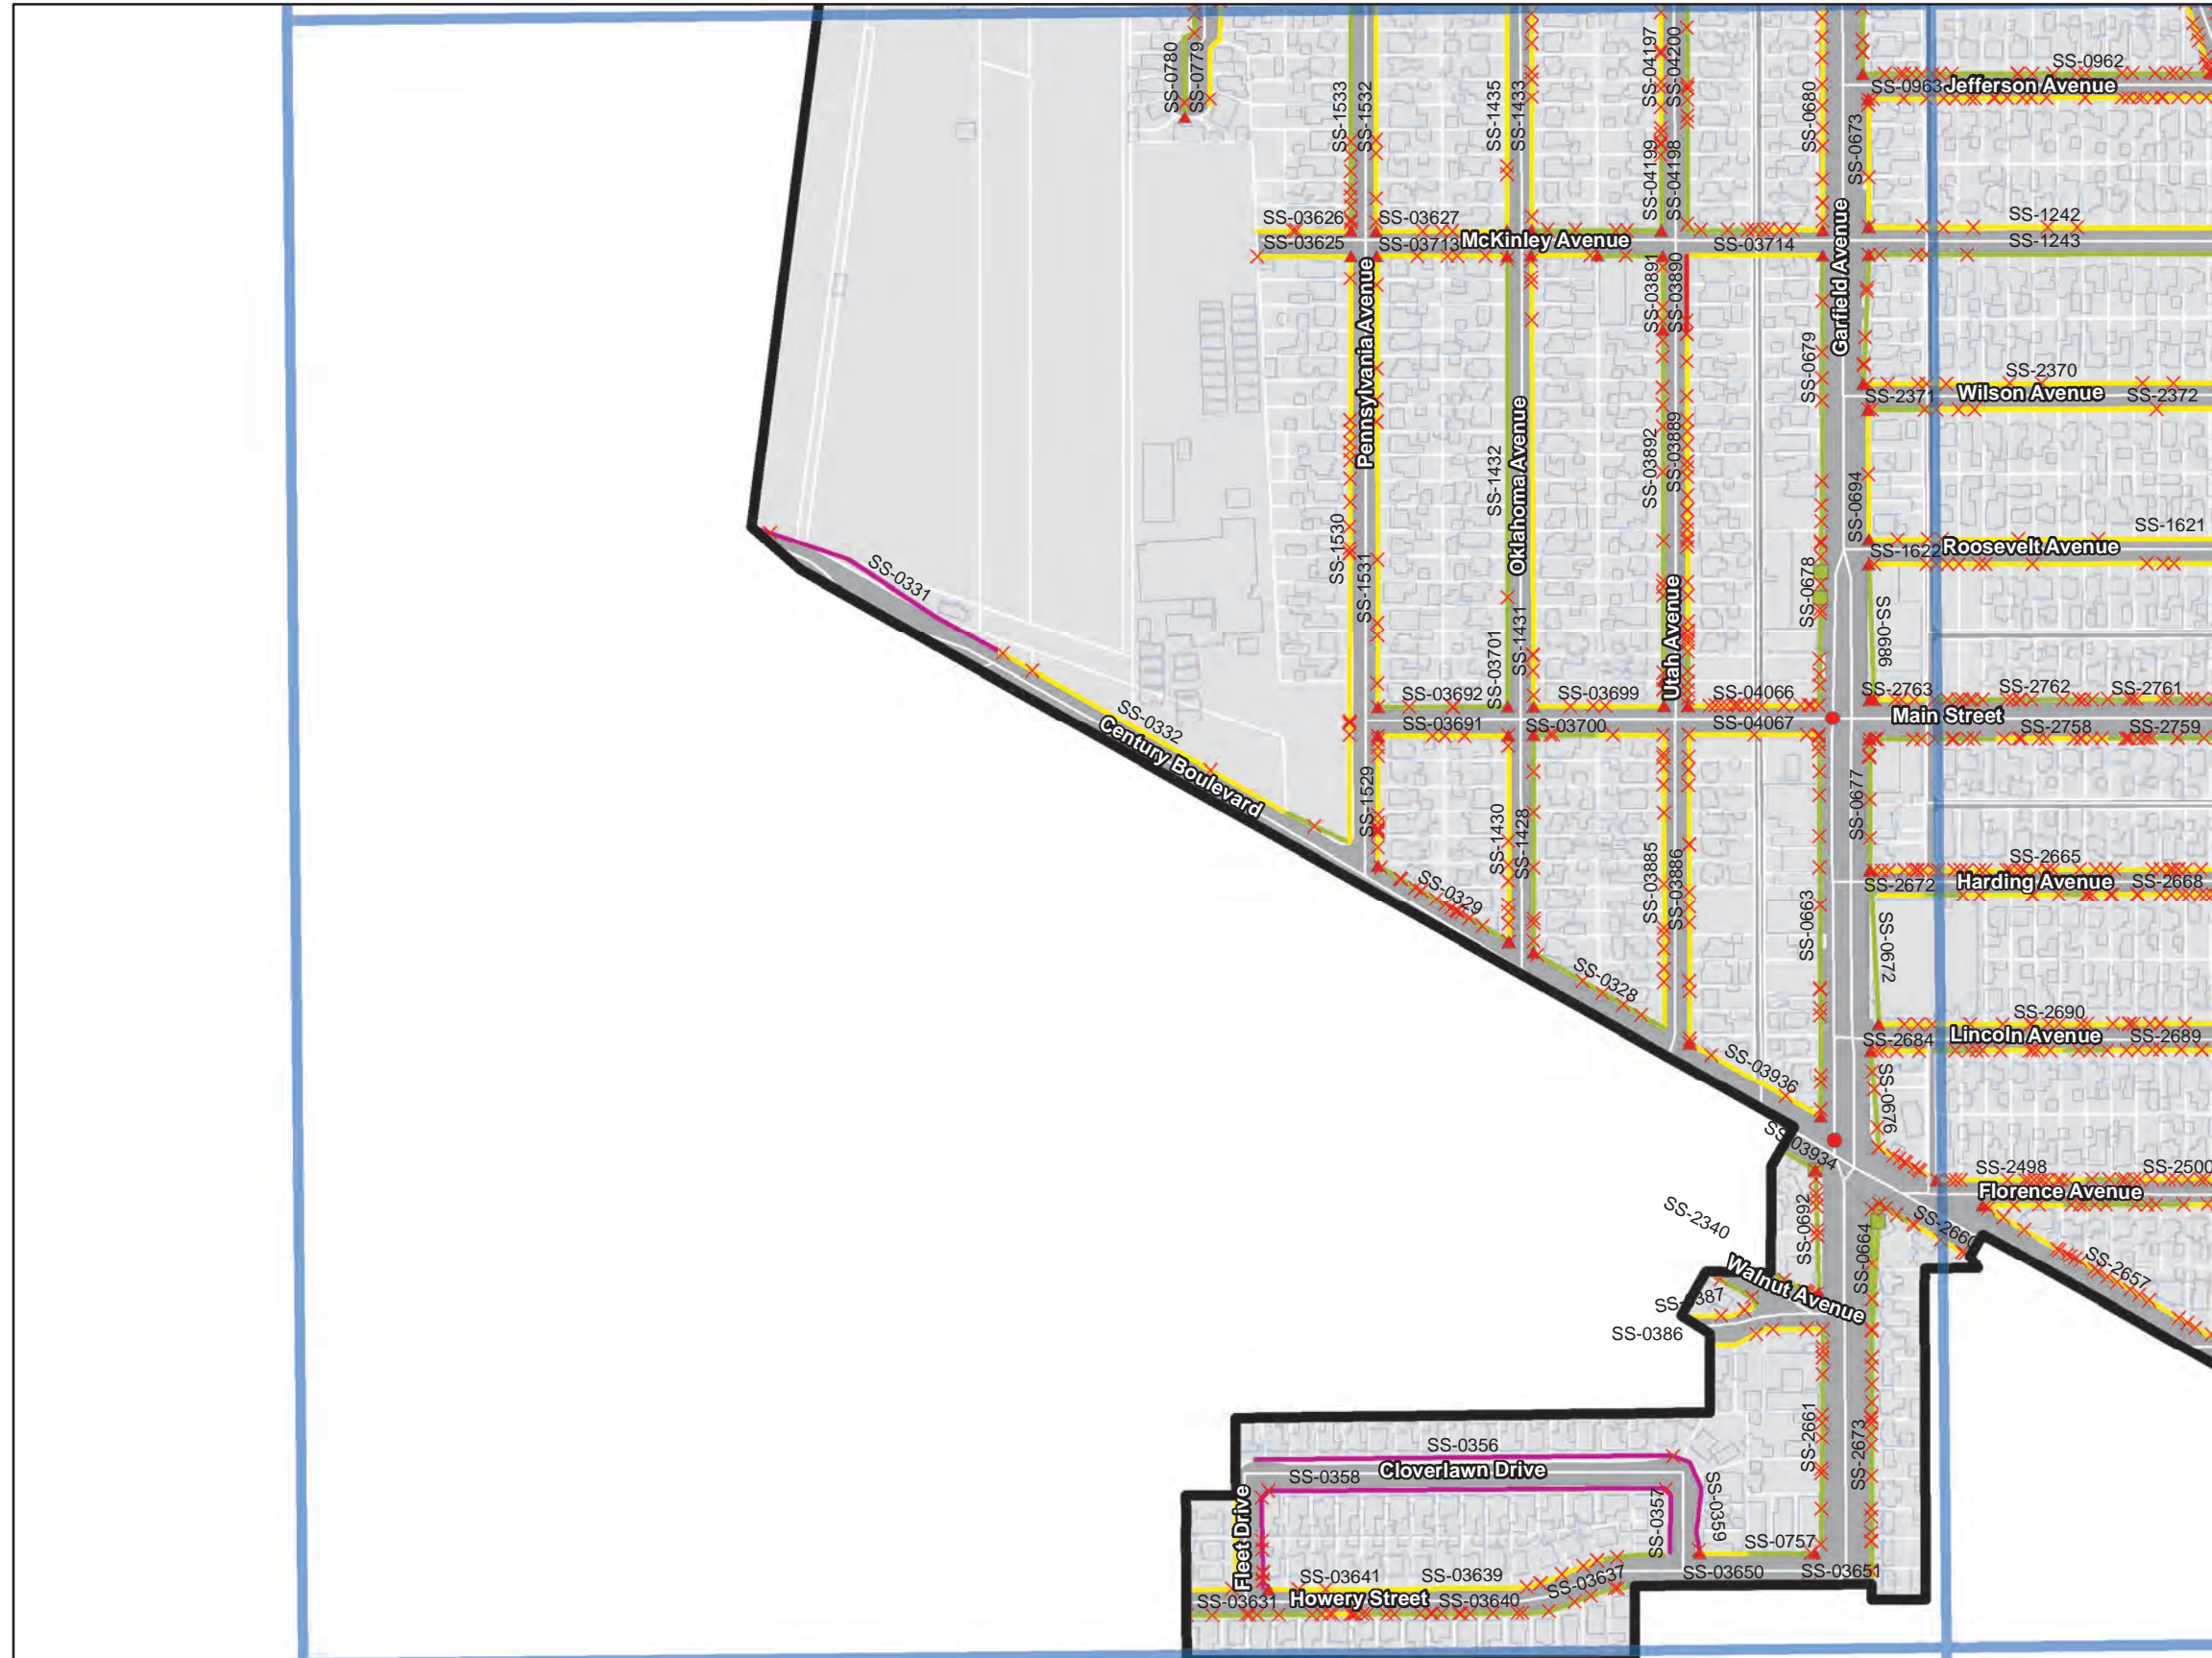 SS-0780
SS-0779
SS-1533
SS-1532
SS-1435
SS-1433
SS-04197
SS-04200
SS-04199
SS-04198
SS-0680
SS-0673
SS-0962
SS-0963
Jefferson Avenue
SS-03626
SS-03627
SS-03625
SS-03713
McKinley Avenue
SS-03714
SS-1242
SS-1243
Garfield Avenue
Pennsylvania Avenue
SS-03891
SS-03890
SS-0679
SS-2370
SS-2371
Wilson Avenue
SS-2372
SS-1432
Oklahoma Avenue
SS-03892
SS-03889
SS-0694
SS-1530
SS-1531
SS-1621
SS-1622
Roosevelt Avenue
SS-0331
SS-0678
SS-0686
SS-03701
SS-1431
Utah Avenue
SS-03692
SS-03699
SS-04066
SS-2763
SS-2762
SS-2761
SS-03691
SS-03700
SS-04067
Main Street
SS-2758
SS-2759
SS-0332
Century Boulevard
SS-1529
SS-1430
SS-1428
SS-0677
SS-03885
SS-03886
SS-0663
SS-2665
SS-2672
Harding Avenue
SS-2668
SS-0329
SS-0672
SS-0328
SS-2690
SS-2684
Lincoln Avenue
SS-2689
SS-03936
SS-0676
SS-03934
SS-2498
SS-2500
Florence Avenue
SS-2340
SS-0692
SS-0664
SS-2660
SS-2657
Walnut Avenue
SS-0387
SS-0386
SS-2661
SS-2673
SS-0356
SS-0358
Cloverlawn Drive
Fleet Drive
SS-0357
SS-0359
SS-0757
SS-03641
SS-03639
SS-03637
SS-03650
SS-03651
SS-03631
Howery Street
SS-03640